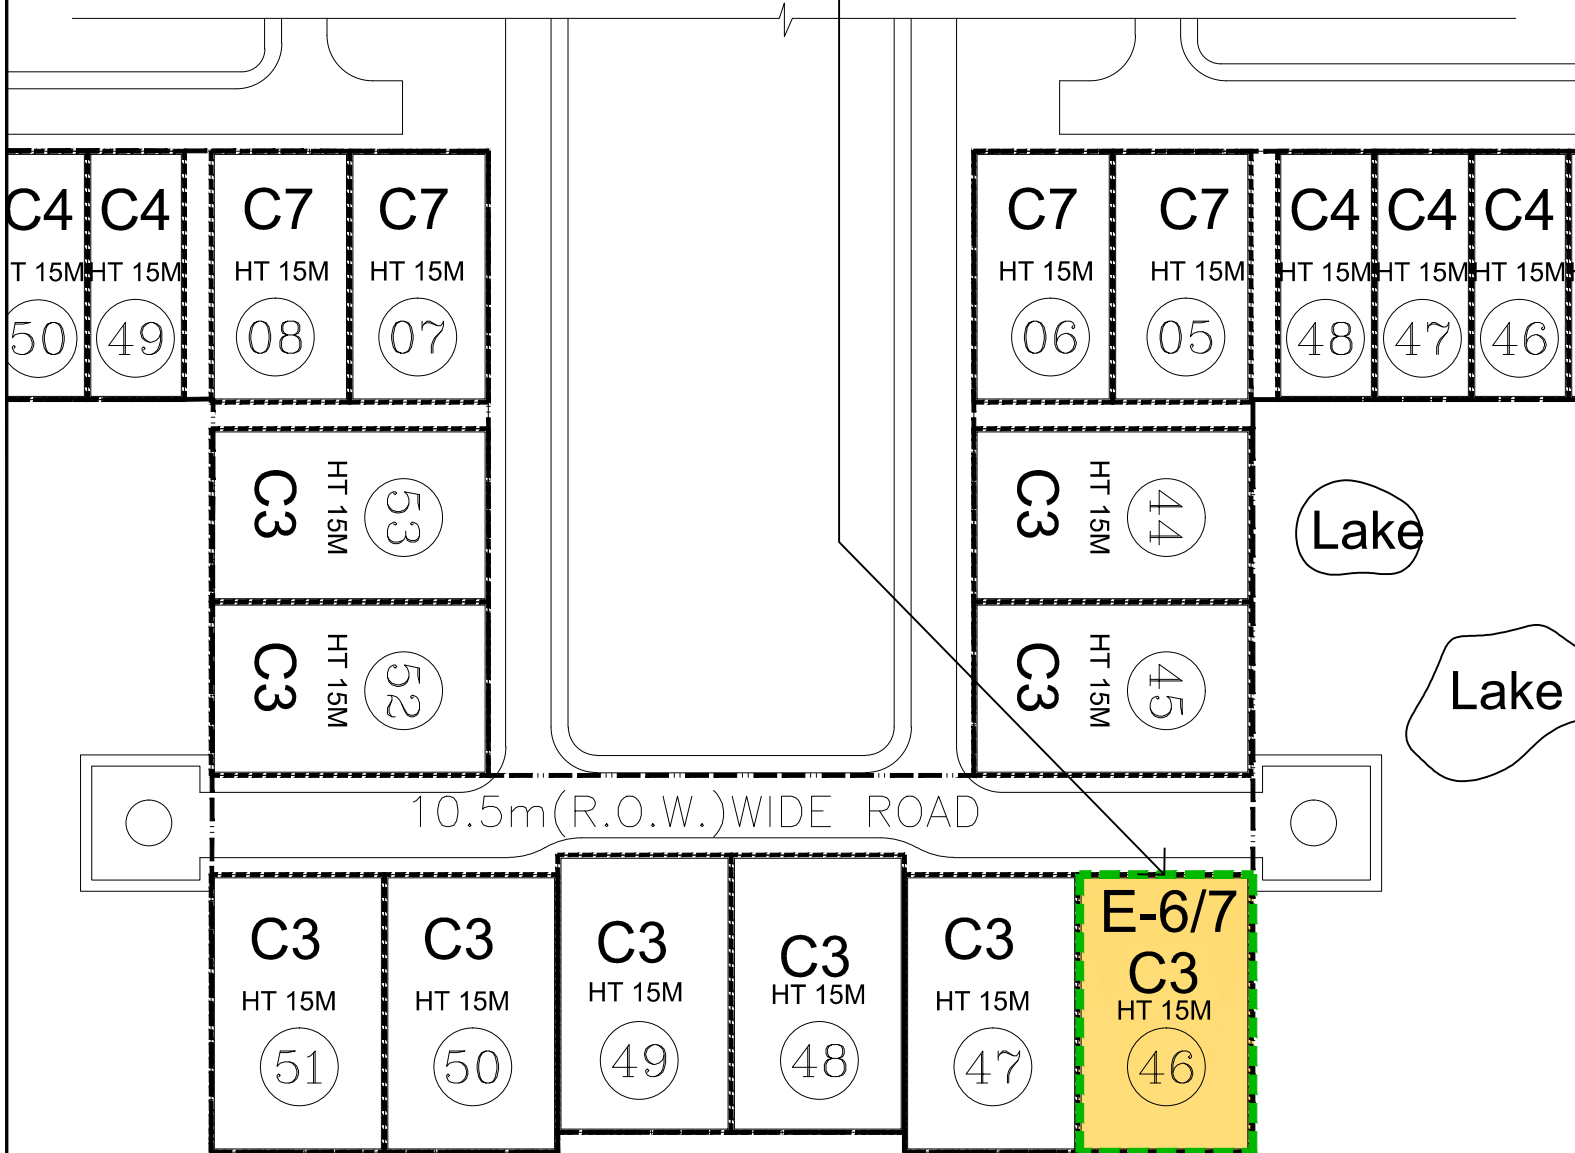 C4 C4 C7 C7 C7 C7 C4 C4 C4
T 15M HT 15M HT 15M HT 15M HT 15M HT 15M HT 15M HT 15M HT 15M
50 49 08 07 06 05 48 47 46
C3 HT 15M 53
C3 HT 15M 44
Lake
C3 HT 15M 52
C3 HT 15M 45
Lake
10.5m(R.O.W.)WIDE ROAD
E-6/7
C3 C3 C3 C3 C3 C3
HT 15M HT 15M HT 15M HT 15M HT 15M HT 15M
51 50 49 48 47 46